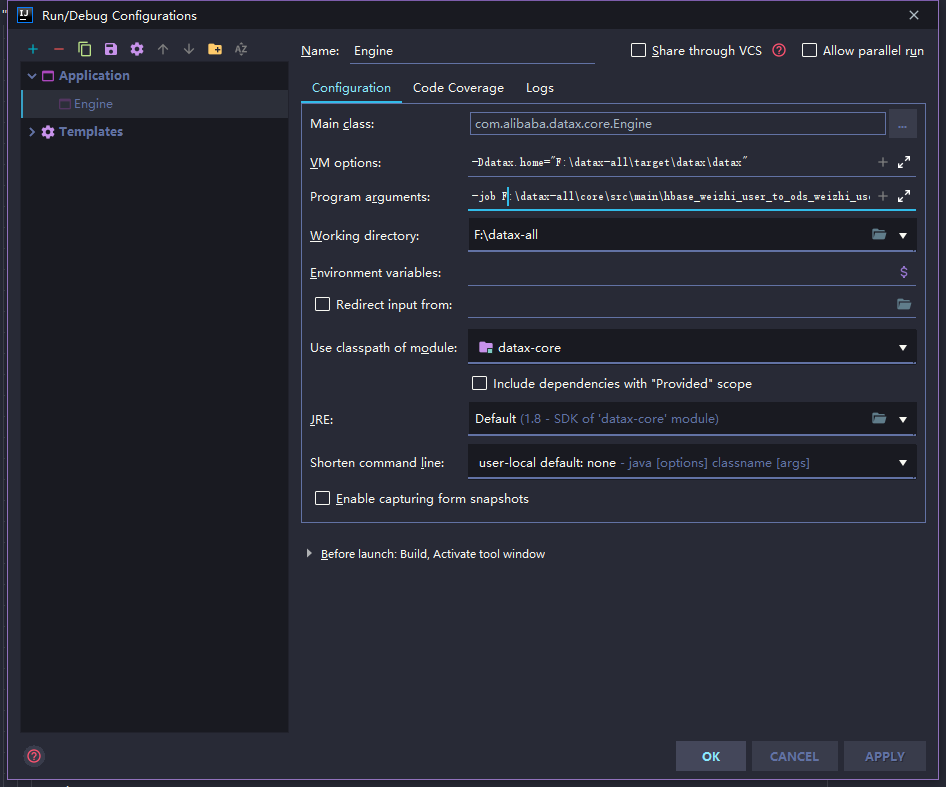 Run/Debug Configurations
Name: Engine
Share through VCS
Allow parallel run
Application
Engine
Templates
Configuration Code Coverage Logs
Main class: com.alibaba.datax.core.Engine ...
VM options: -Ddatax.home="F:\datax-all\target\datax\datax"
Program arguments: -job F:\datax-all\core\src\main\hbase_weizhi_user_to_ods_weizhi_us
Working directory: F:\datax-all
Environment variables:
Redirect input from:
Use classpath of module: datax-core
Include dependencies with "Provided" scope
JRE: Default (1.8 - SDK of 'datax-core' module)
Shorten command line: user-local default: none - java [options] classname [args]
Enable capturing form snapshots
Before launch: Build, Activate tool window
OK CANCEL APPLY